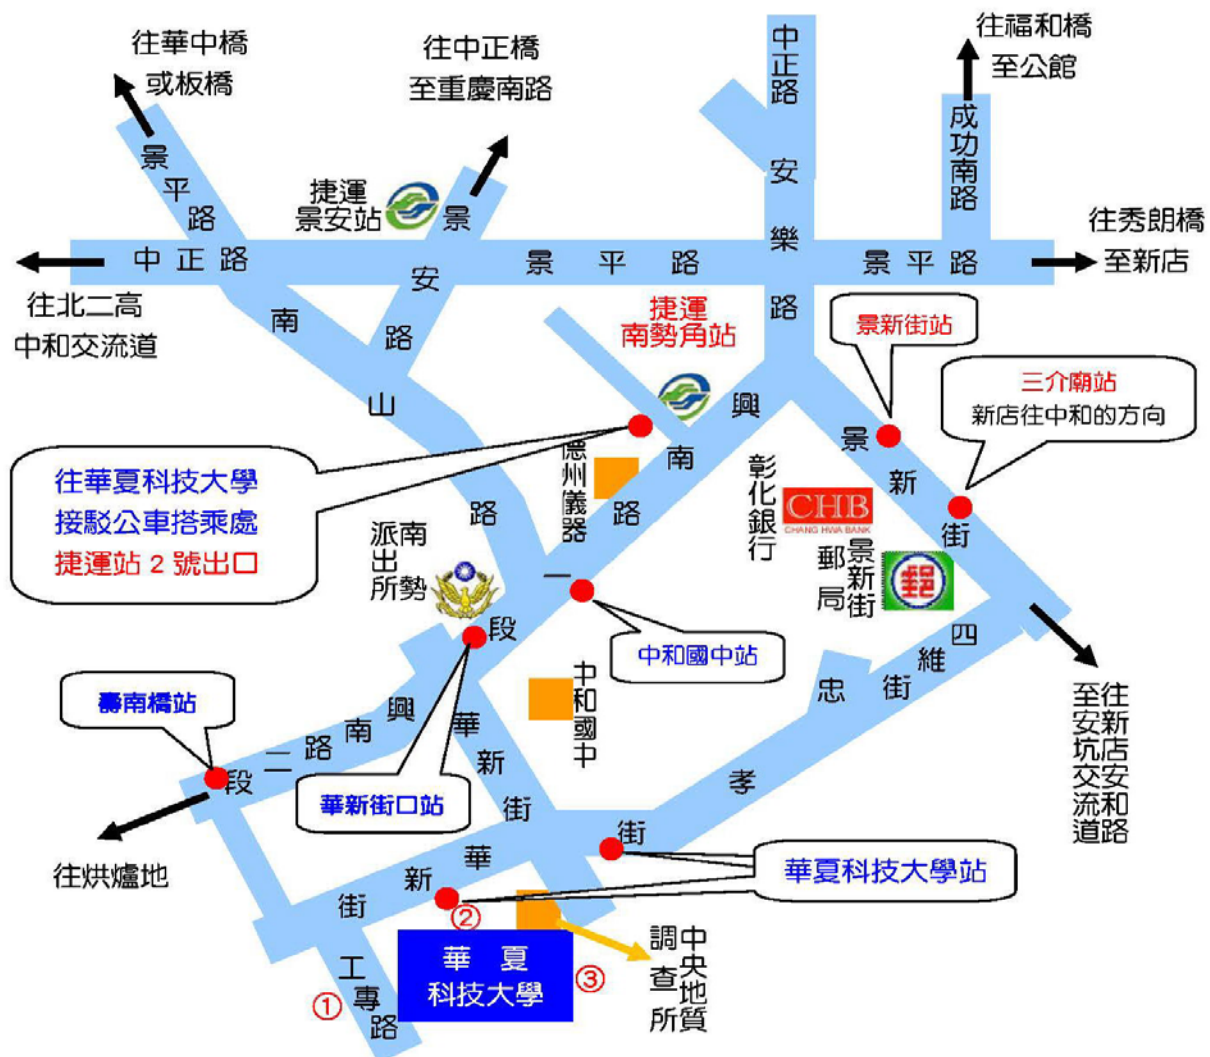 往華中橋
或板橋
往中正橋
至重慶南路
中正路
往福和橋
至公館
成功南路
景平路
捷運
景安站
景安路
安樂路
往秀朗橋
至新店
中正路
景平路
景平路
往北二高
中和交流道
南山路
捷運
南勢角站
景新街站
三介廟站
新店往中和的方向
往華夏科技大學
接駁公車搭乘處
捷運站 2 號出口
德州儀器
興南路一段
彰化銀行
CHB
CHANG HWA BANK
景新街
郵局
郵
景新街
南勢
派出所
中和國中站
中和國中
四維街
忠孝街
往新店安和路
至安坑交流道
壽南橋站
興南路二段
華新街
華新街口站
往烘爐地
華新街
華夏科技大學站
②
華夏
科技大學
①
③
工專路
中央地質
調查所